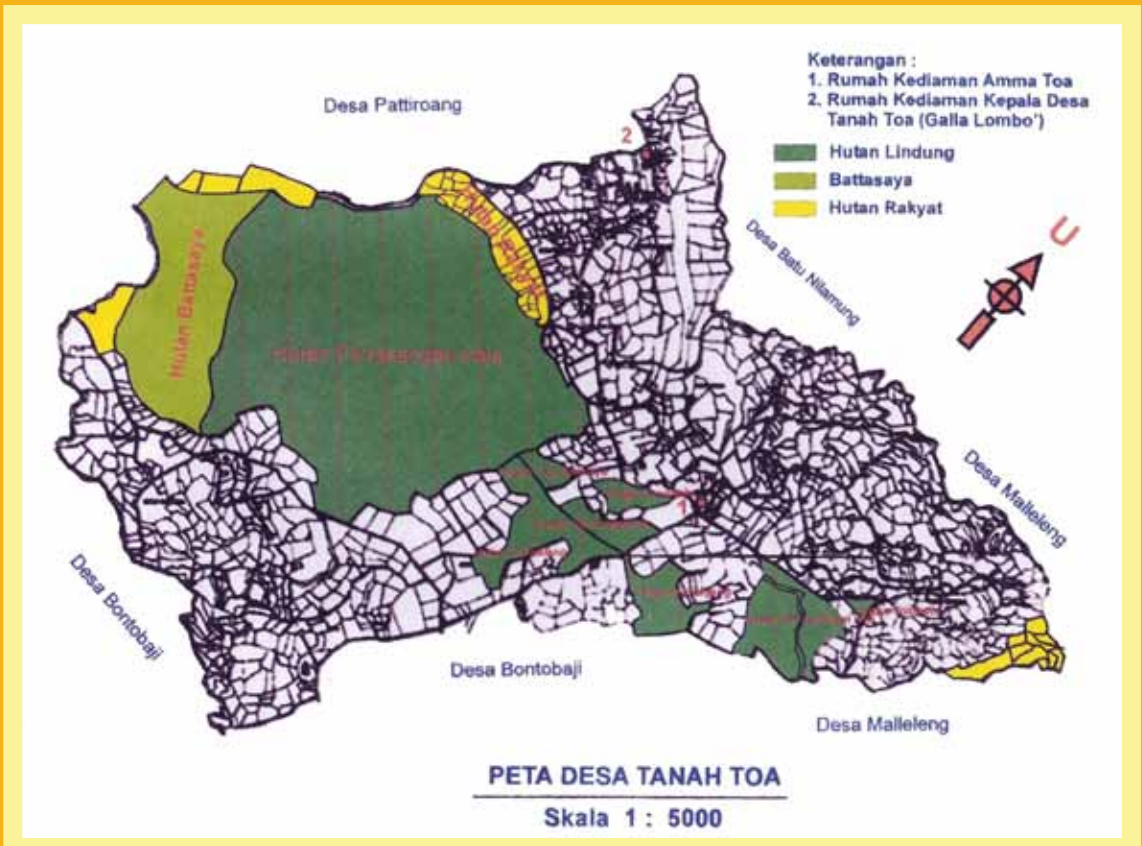 Keterangan :
1. Rumah Kediaman Amma Toa
2. Rumah Kediaman Kepala Desa
Tanah Toa (Galla Lombo')
Hutan Lindung
Battasaya
Hutan Rakyat
U
Desa Pattiroang
2
Desa Batu Nilamung
Hutan Battasaya
Hutan
1
Desa Malleleng
Desa Bontobaji
Desa Bontobaji
Desa Malleleng
PETA DESA TANAH TOA
Skala 1 : 5000